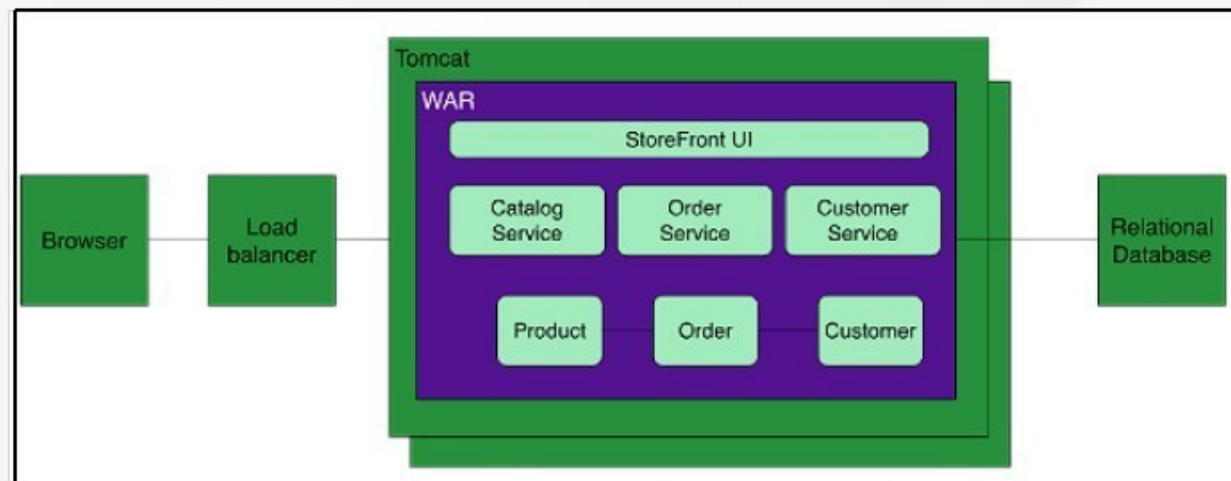 Tomcat
WAR
StoreFront UI
Browser
Load
balancer
Catalog
Service
Order
Service
Customer
Service
Relational
Database
Product
Order
Customer